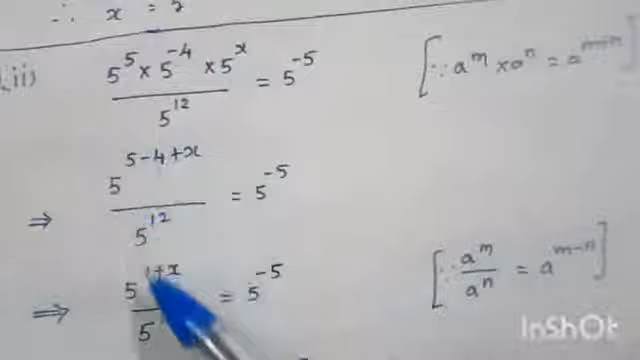 ∴ x = 7
ii) (5^5 × 5^-4 × 5^x)/5^12 = 5^-5 [∵ a^m × a^n = a^m+n]
⇒ 5^(5-4+x)/5^12 = 5^-5
⇒ 5^(1+x)/5 = 5^-5 [∵ a^m/a^n = a^m-n]
InShOt